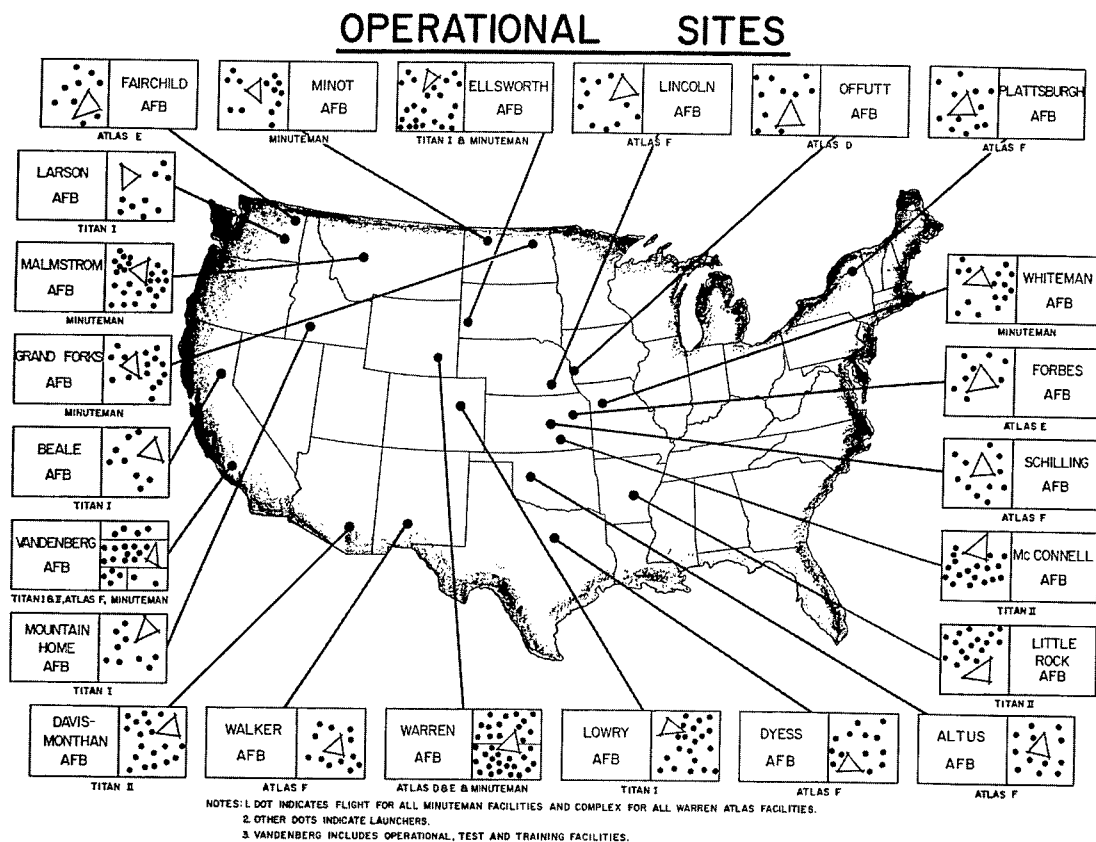 OPERATIONAL SITES
FAIRCHILD
AFB
ATLAS E
MINOT
AFB
MINUTEMAN
ELLSWORTH
AFB
TITAN I & MINUTEMAN
LINCOLN
AFB
ATLAS F
OFFUTT
AFB
ATLAS D
PLATTSBURGH
AFB
ATLAS F
LARSON
AFB
TITAN I
MALMSTROM
AFB
MINUTEMAN
GRAND FORKS
AFB
MINUTEMAN
BEALE
AFB
TITAN I
VANDENBERG
AFB
TITAN I & II, ATLAS F, MINUTEMAN
MOUNTAIN
HOME
AFB
TITAN I
WHITEMAN
AFB
MINUTEMAN
FORBES
AFB
ATLAS E
SCHILLING
AFB
ATLAS F
Mc CONNELL
AFB
TITAN II
LITTLE
ROCK
AFB
TITAN II
DAVIS-
MONTHAN
AFB
TITAN II
WALKER
AFB
ATLAS F
WARREN
AFB
ATLAS D&E & MINUTEMAN
LOWRY
AFB
TITAN I
DYESS
AFB
ATLAS F
ALTUS
AFB
ATLAS F
NOTES: 1. DOT INDICATES FLIGHT FOR ALL MINUTEMAN FACILITIES AND COMPLEX FOR ALL WARREN ATLAS FACILITIES.
2. OTHER DOTS INDICATE LAUNCHERS.
3. VANDENBERG INCLUDES OPERATIONAL, TEST AND TRAINING FACILITIES.